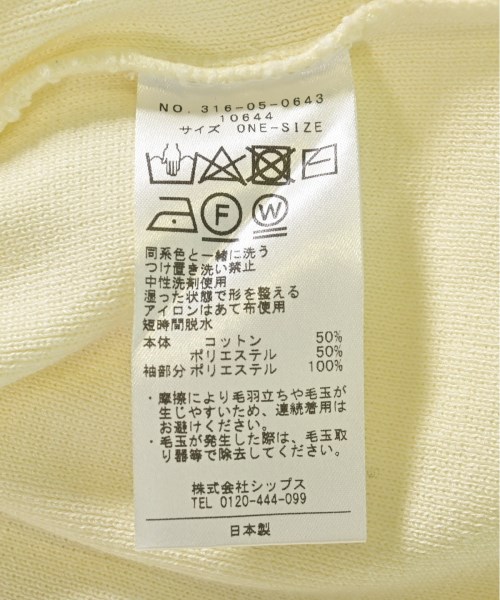 NO. 316-05-0643
10644
サイズ ONE-SIZE
F W
同系色と一緒に洗う
つけ置き洗い禁止
中性洗剤使用
湿った状態で形を整える
アイロンはあて布使用
短時間脱水
本体 コットン 50%
ポリエステル 50%
袖部分 ポリエステル 100%
・摩擦により毛羽立ちや毛玉が
生じやすいため、連続着用は
お避けください。
・毛玉が発生した際は、毛玉取
り器等で除去してください。
株式会社シップス
TEL 0120-444-099
日本製